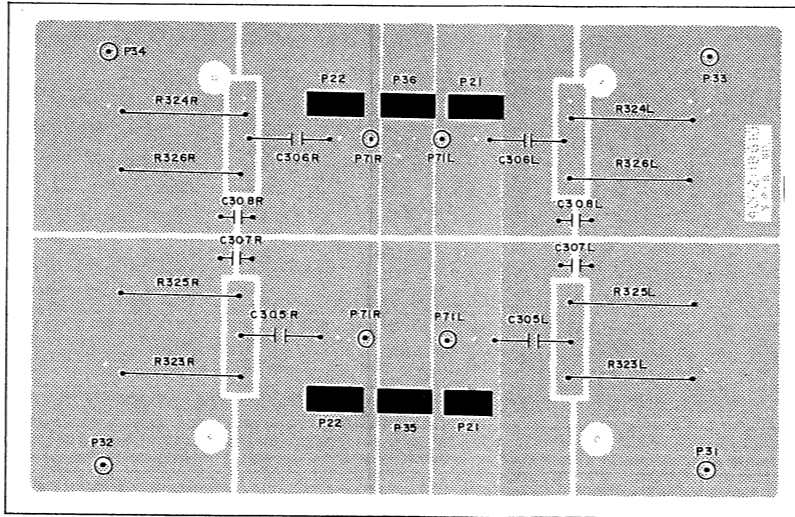 P34
P22
P36
P21
P33
R324R
R324L
C306R
P71R
P71L
C306L
R326R
R326L
C308R
C308L
C307R
C307L
R325R
R325L
C305R
P71R
P71L
C305L
R323R
R323L
P22
P35
P21
P32
P31